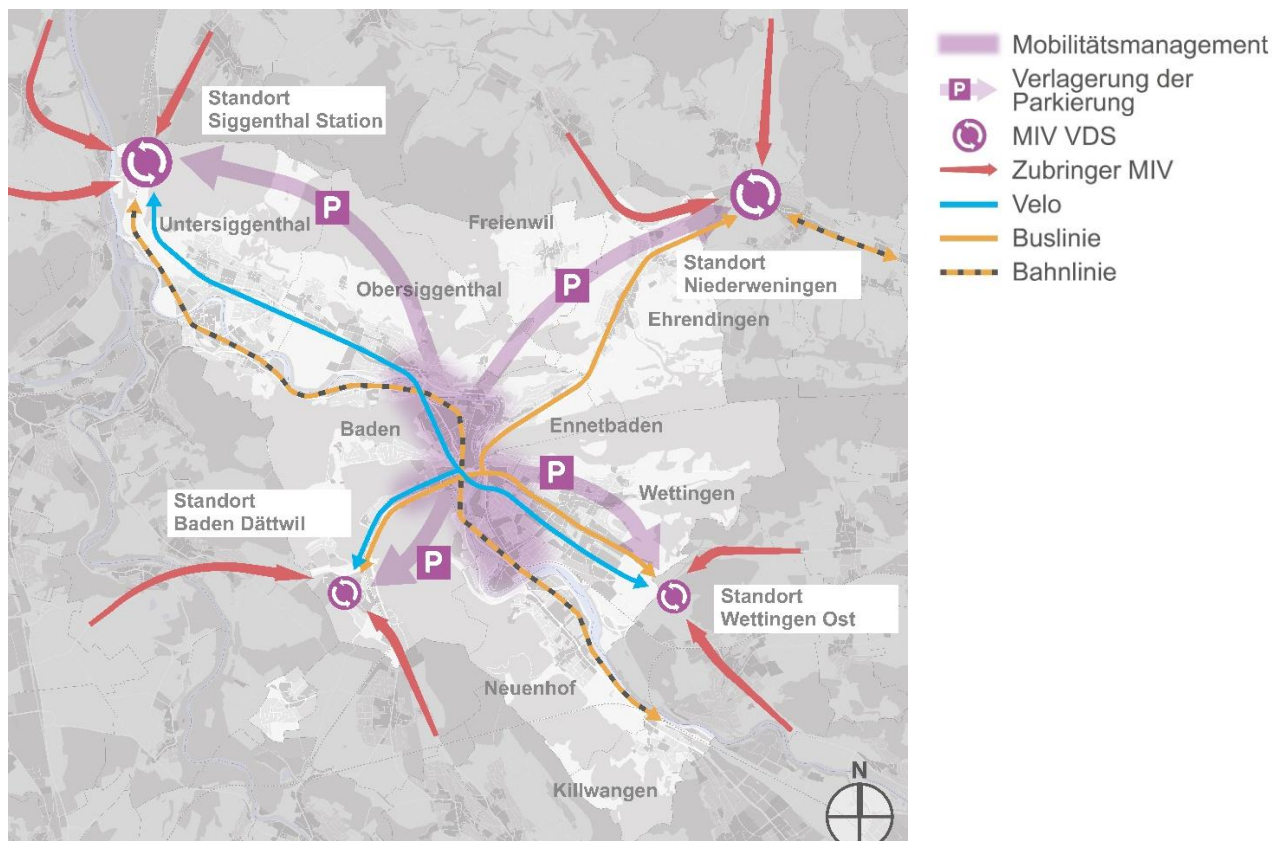 Standort
Siggenthal Station
Untersiggenthal
P
Freienwil
P
Standort
Niederweningen
Obersiggenthal
Ehrendingen
Baden
Ennetbaden
P
Wettingen
Standort
Baden Dättwil
P
Standort
Wettingen Ost
Neuenhof
Killwangen
N
Mobilitätsmanagement
P
Verlagerung der
Parkierung
MIV VDS
Zubringer MIV
Velo
Buslinie
Bahnlinie